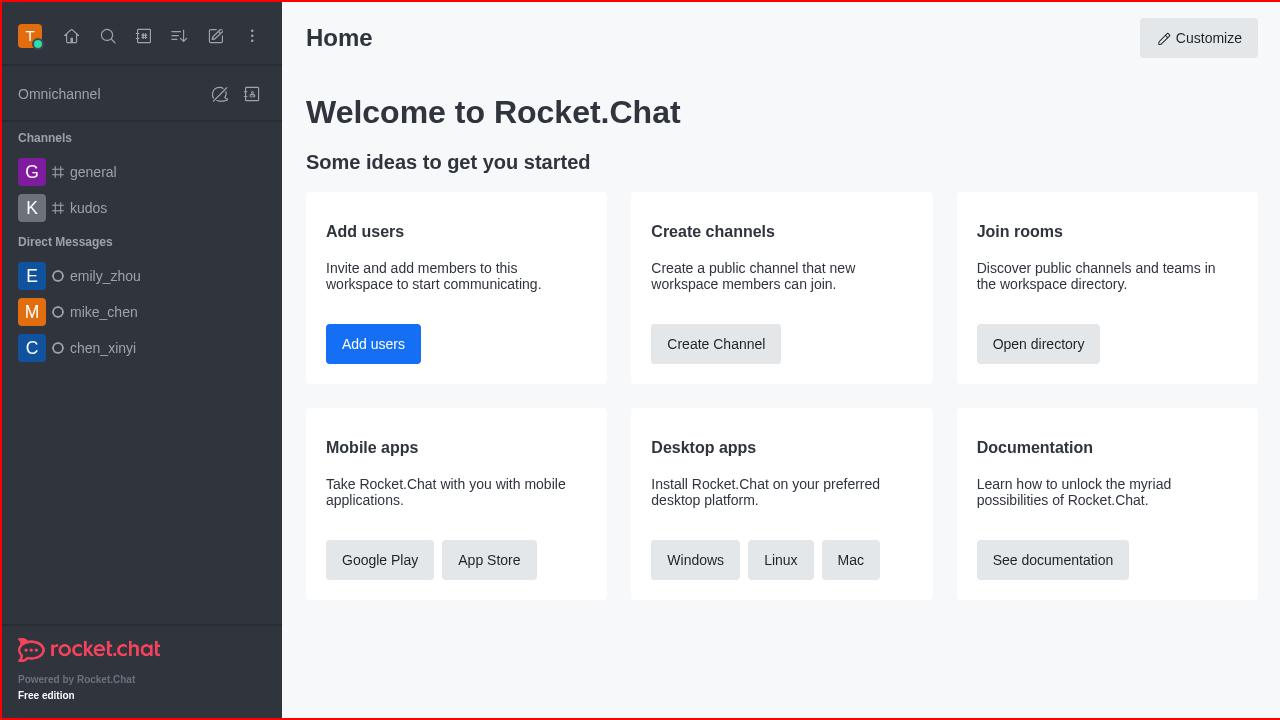 T
Home
Customize
Omnichannel
Channels
G general
K kudos
Direct Messages
E emily_zhou
M mike_chen
C chen_xinyi
rocket.chat
Powered by Rocket.Chat
Free edition
Welcome to Rocket.Chat
Some ideas to get you started
Add users
Invite and add members to this
workspace to start communicating.
Add users
Create channels
Create a public channel that new
workspace members can join.
Create Channel
Join rooms
Discover public channels and teams in
the workspace directory.
Open directory
Mobile apps
Take Rocket.Chat with you with mobile
applications.
Google Play App Store
Desktop apps
Install Rocket.Chat on your preferred
desktop platform.
Windows Linux Mac
Documentation
Learn how to unlock the myriad
possibilities of Rocket.Chat.
See documentation